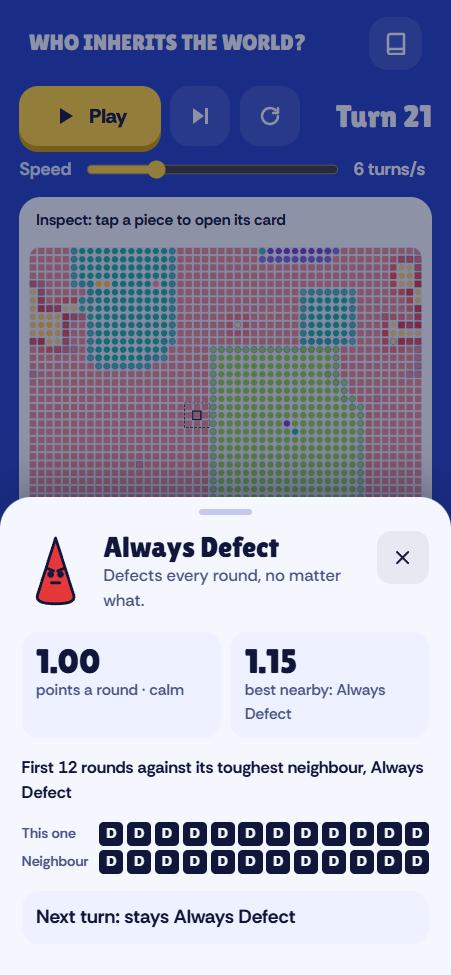 WHO INHERITS THE WORLD?
Play
Turn 21
Speed
6 turns/s
Inspect: tap a piece to open its card
Always Defect
Defects every round, no matter
what.
1.00
points a round · calm
1.15
best nearby: Always
Defect
First 12 rounds against its toughest neighbour, Always
Defect
This one D D D D D D D D D D D D
Neighbour D D D D D D D D D D D D
Next turn: stays Always Defect